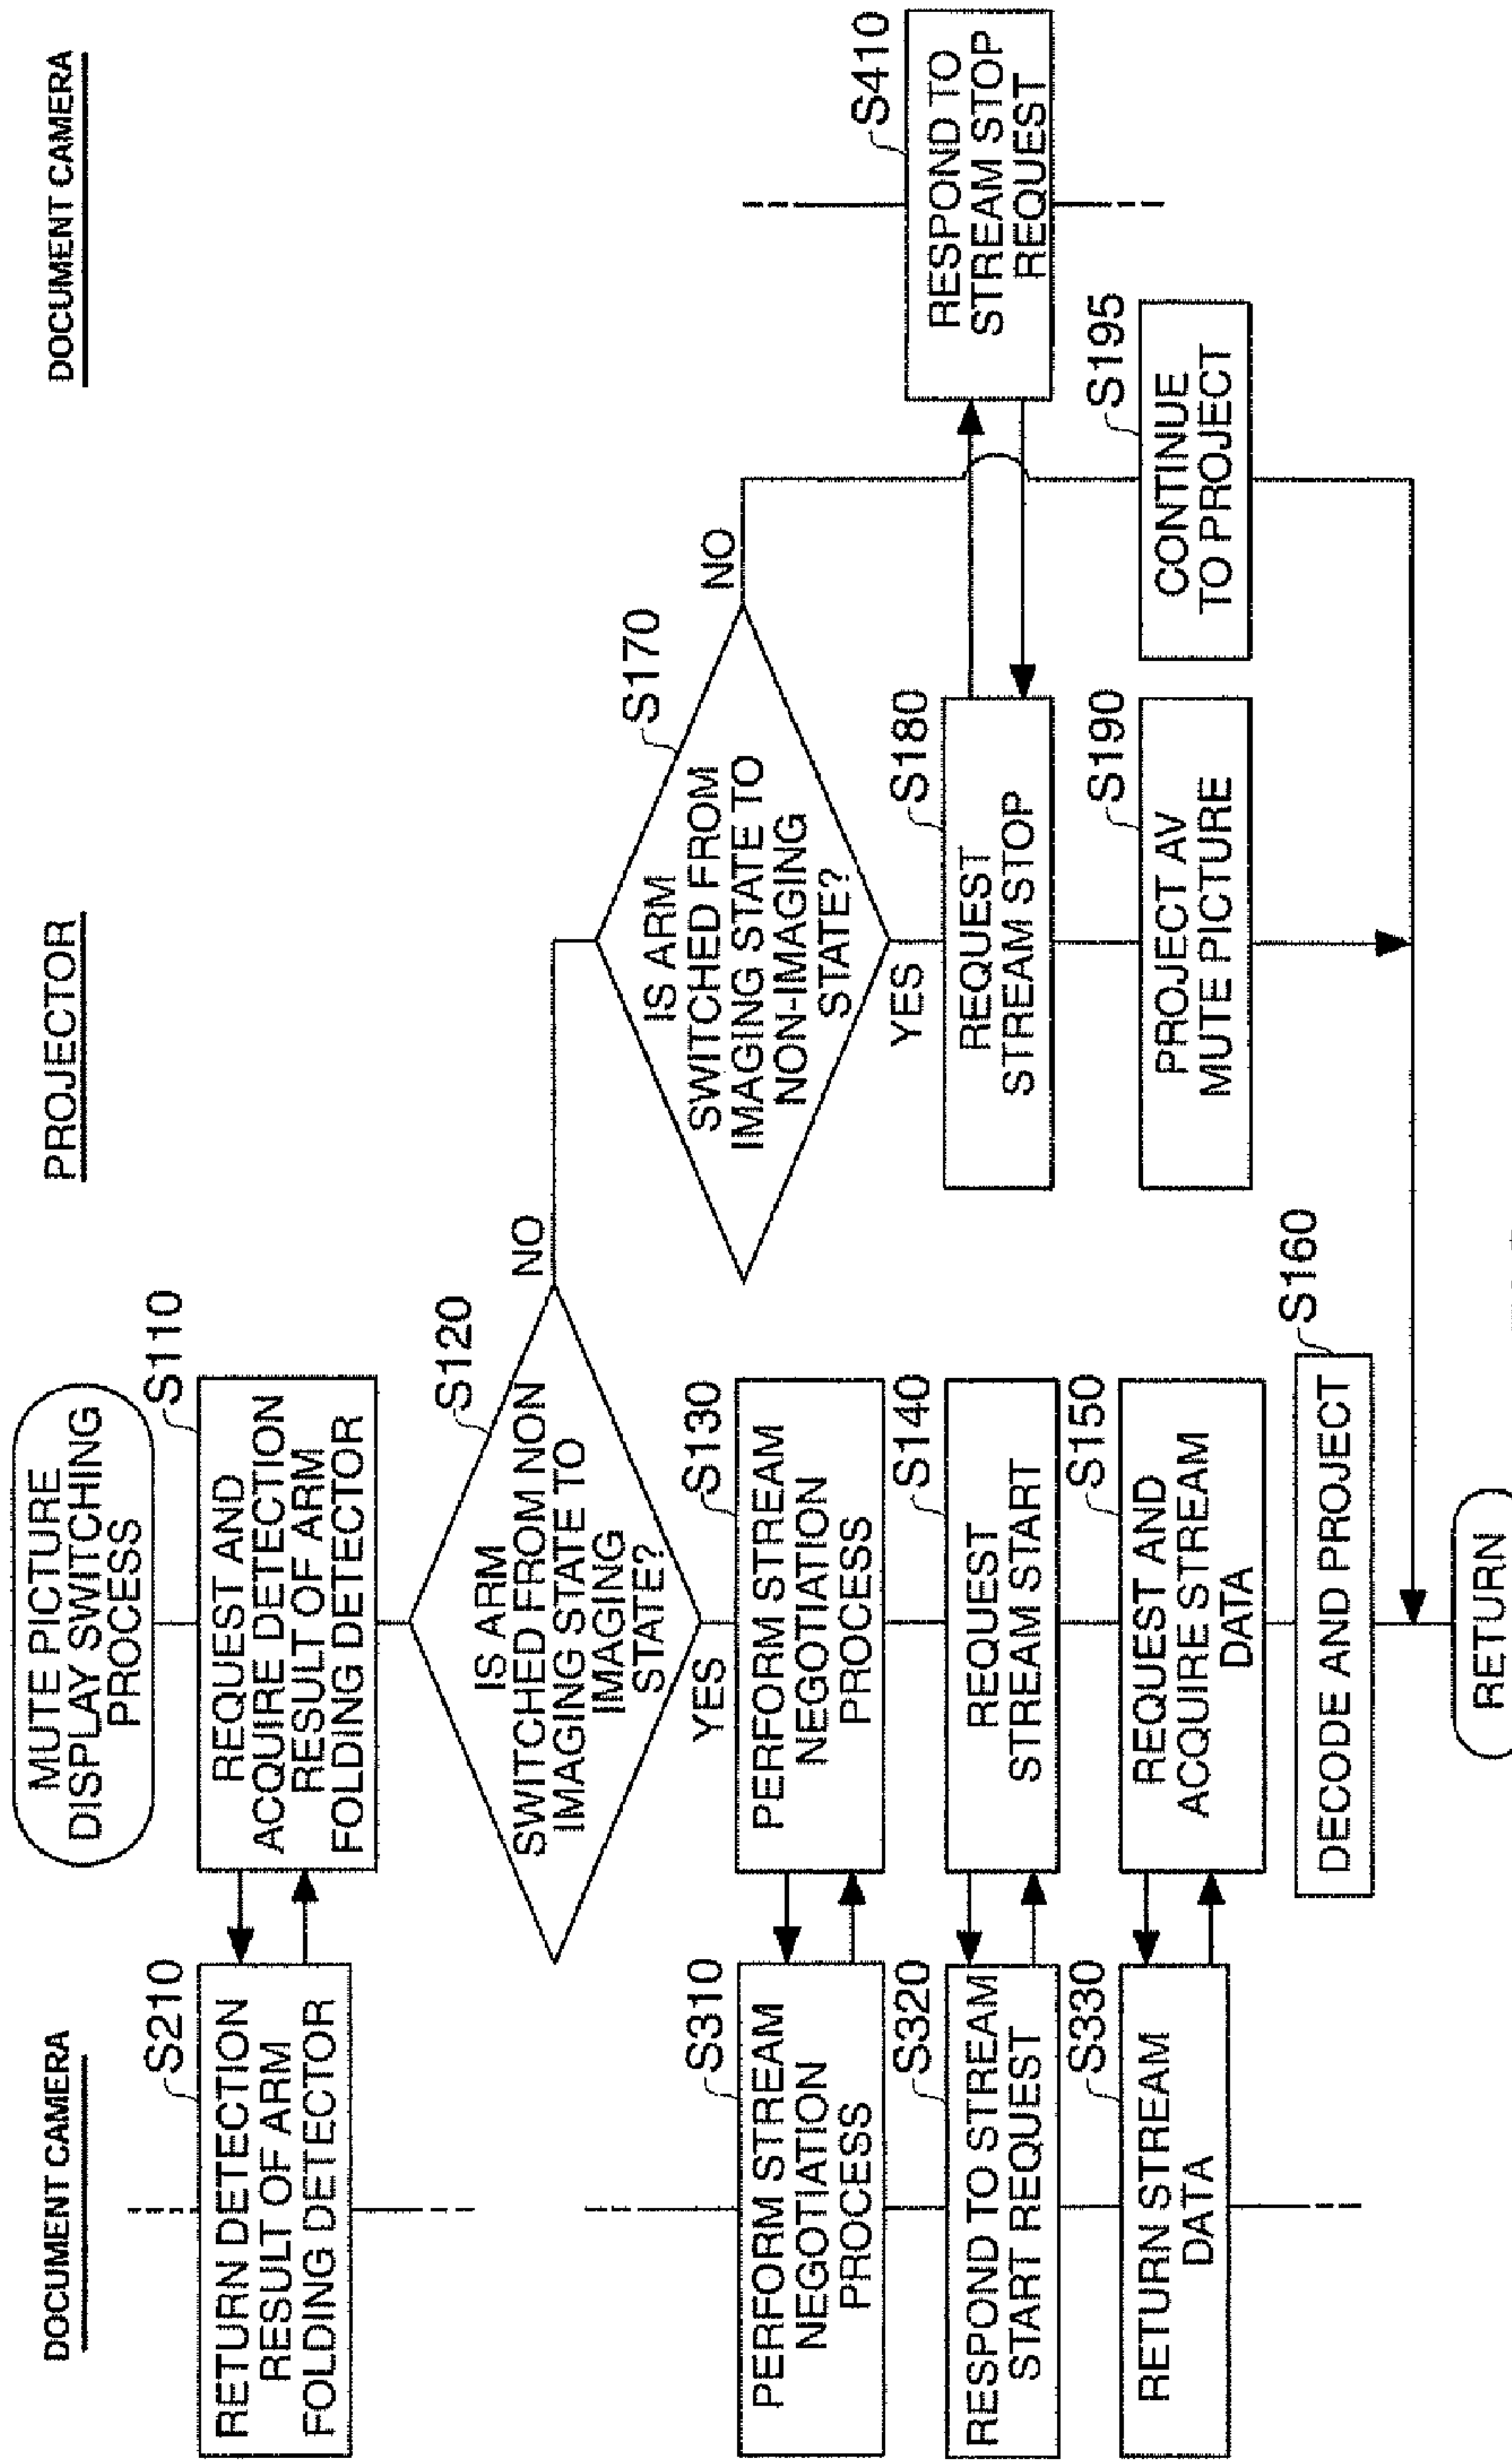 DOCUMENT CAMERA
PROJECTOR
DOCUMENT CAMERA
MUTE PICTURE
DISPLAY SWITCHING
PROCESS
S210
RETURN DETECTION
RESULT OF ARM
FOLDING DETECTOR
S110
REQUEST AND
ACQUIRE DETECTION
RESULT OF ARM
FOLDING DETECTOR
S120
IS ARM
SWITCHED FROM NON
IMAGING STATE TO
IMAGING
STATE?
NO
YES
S170
IS ARM
SWITCHED FROM
IMAGING STATE TO
NON-IMAGING
STATE?
NO
YES
S310
PERFORM STREAM
NEGOTIATION
PROCESS
S130
PERFORM STREAM
NEGOTIATION
PROCESS
S320
RESPOND TO STREAM
START REQUEST
S140
REQUEST
STREAM START
S180
REQUEST
STREAM STOP
S410
RESPOND TO
STREAM STOP
REQUEST
S330
RETURN STREAM
DATA
S150
REQUEST AND
ACQUIRE STREAM
DATA
S190
PROJECT AV
MUTE PICTURE
S195
CONTINUE
TO PROJECT
S160
DECODE AND PROJECT
RETURN